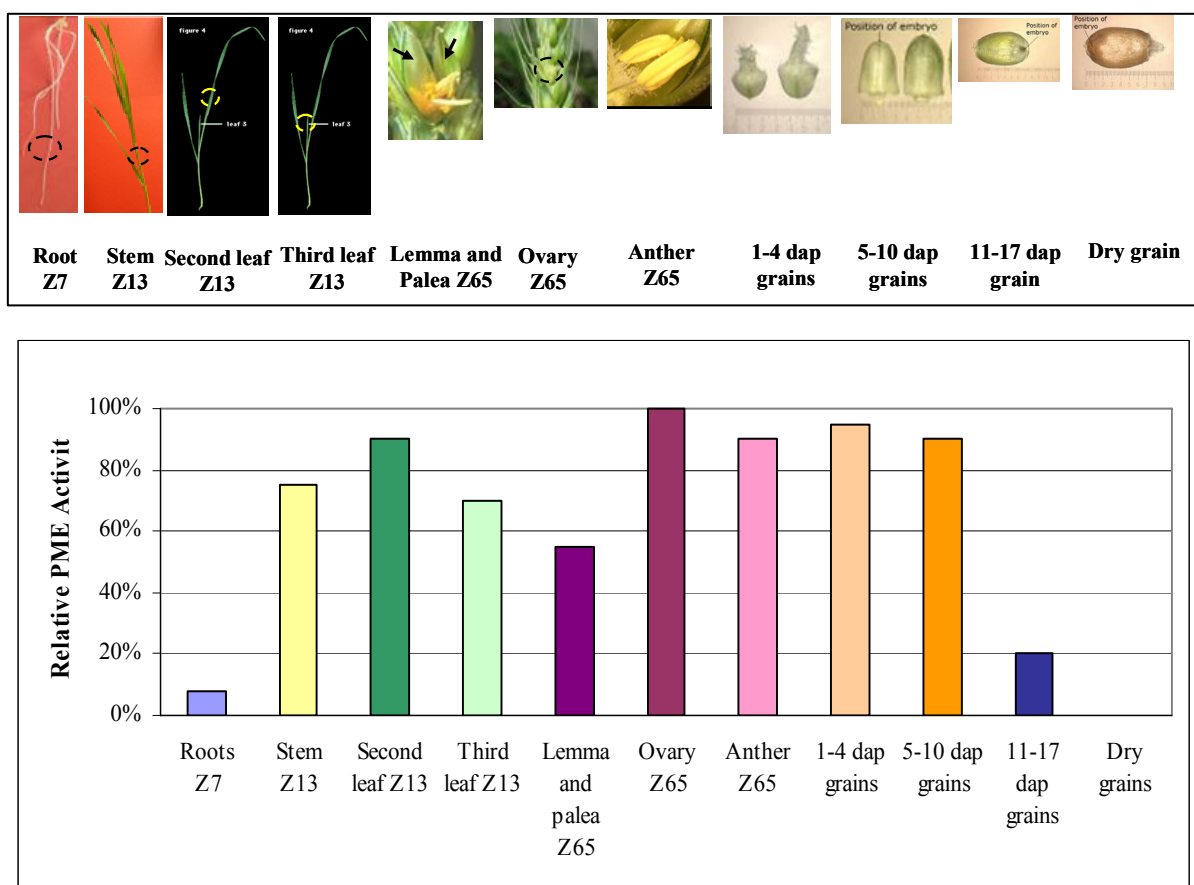 figure 4
leaf 3
figure 4
leaf 3
Position of embryo
Position of
embryo
Position of
embryo
Root
Z7
Stem
Z13
Second leaf
Z13
Third leaf
Z13
Lemma and
Palea Z65
Ovary
Z65
Anther
Z65
1-4 dap
grains
5-10 dap
grains
11-17 dap
grain
Dry grain
Relative PME Activit
100%
80%
60%
40%
20%
0%
Roots
Z7
Stem
Z13
Second
leaf Z13
Third
leaf Z13
Lemma
and
palea
Z65
Ovary
Z65
Anther
Z65
1-4 dap
grains
5-10 dap
grains
11-17
dap
grains
Dry
grains